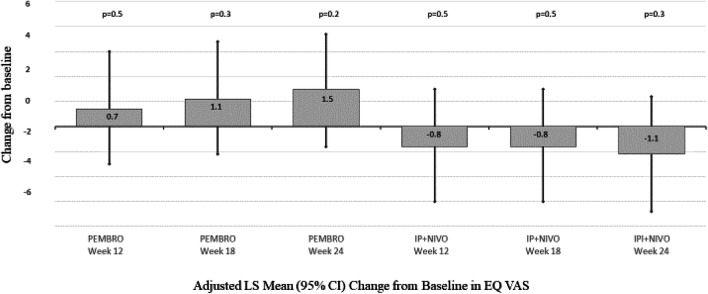 6
p=0.5 p=0.3 p=0.2 p=0.5 p=0.5 p=0.3
4
2
0
-2
-4
-6
Change from baseline
0.7 1.1 1.5 -0.8 -0.8 -1.1
PEMBRO PEMBRO PEMBRO IP+NIVO IP+NIVO IPI+NIVO
Week 12 Week 18 Week 24 Week 12 Week 18 Week 24
Adjusted LS Mean (95% CI) Change from Baseline in EQ VAS